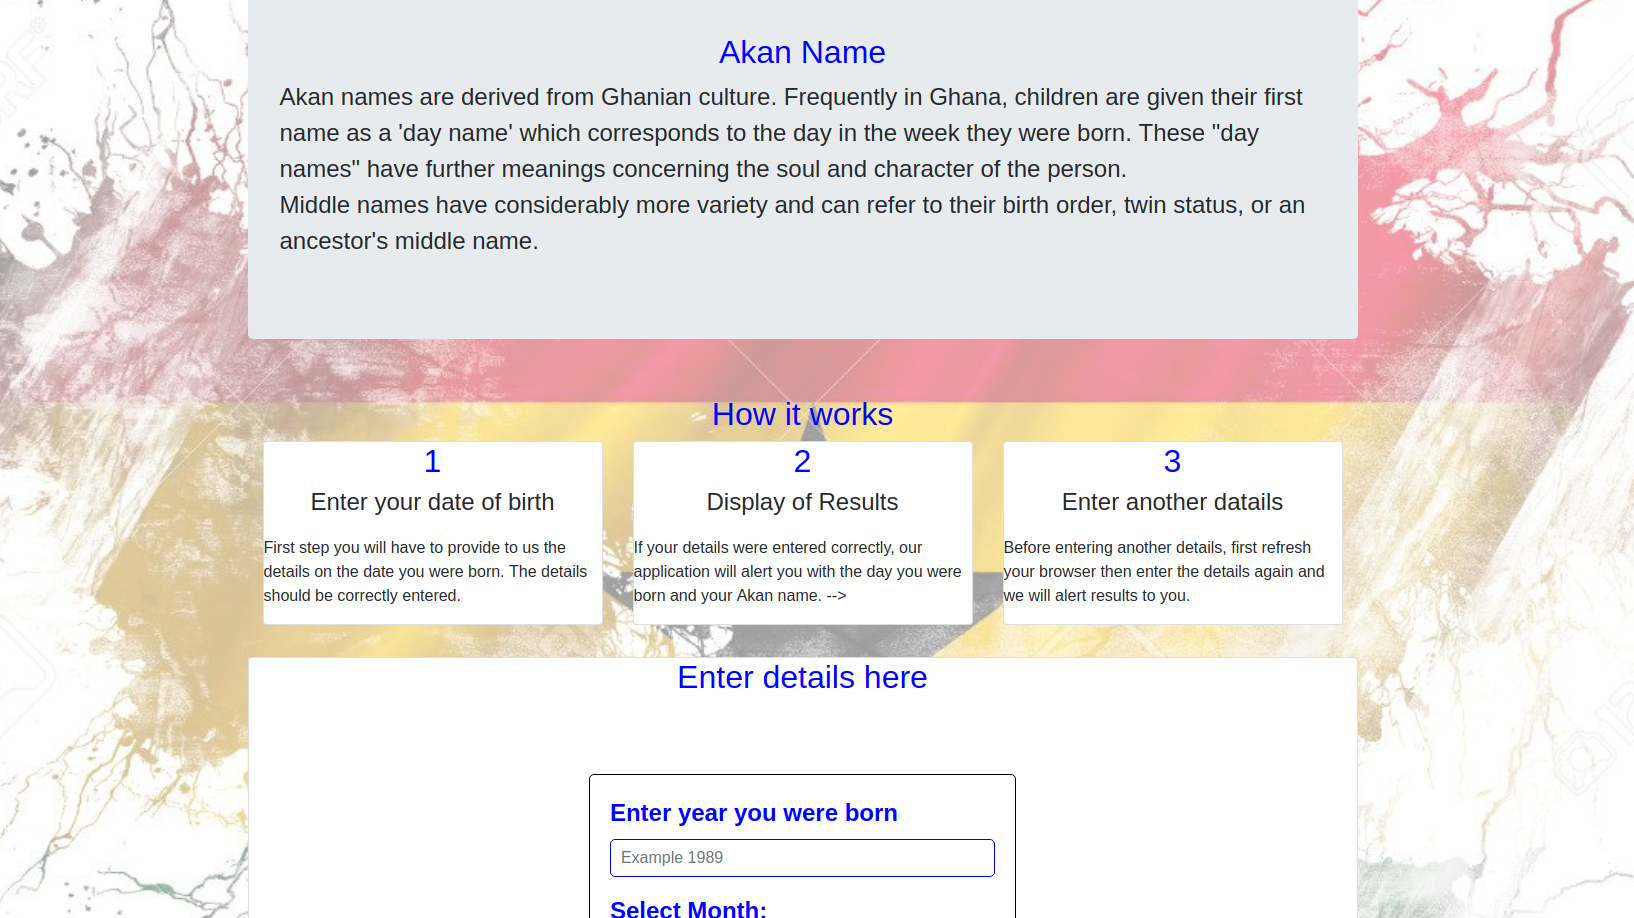 Akan Name
Akan names are derived from Ghanian culture. Frequently in Ghana, children are given their first
name as a 'day name' which corresponds to the day in the week they were born. These "day
names" have further meanings concerning the soul and character of the person.
Middle names have considerably more variety and can refer to their birth order, twin status, or an
ancestor's middle name.
How it works
1
Enter your date of birth
First step you will have to provide to us the
details on the date you were born. The details
should be correctly entered.
2
Display of Results
If your details were entered correctly, our
application will alert you with the day you were
born and your Akan name. -->
3
Enter another datails
Before entering another details, first refresh
your browser then enter the details again and
we will alert results to you.
Enter details here
Enter year you were born
Example 1989
Select Month: